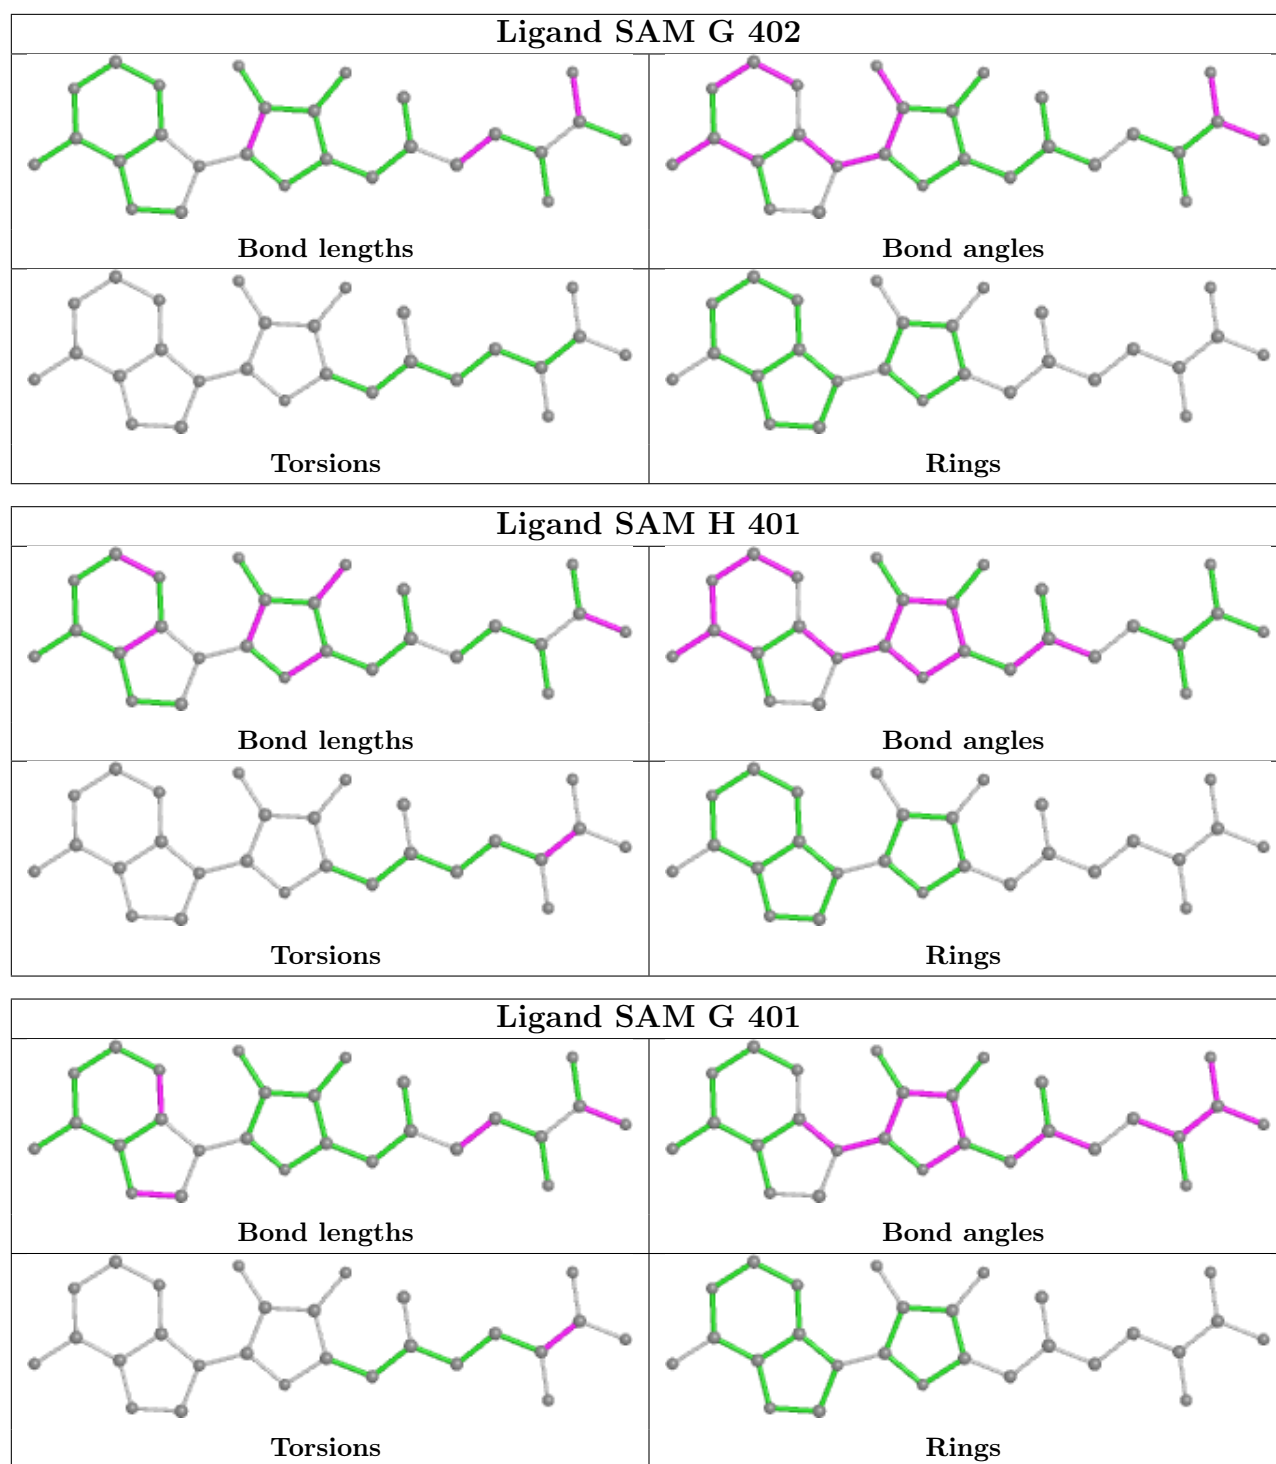 Ligand SAM G 402
Bond lengths
Bond angles
Torsions
Rings
Ligand SAM H 401
Bond lengths
Bond angles
Torsions
Rings
Ligand SAM G 401
Bond lengths
Bond angles
Torsions
Rings